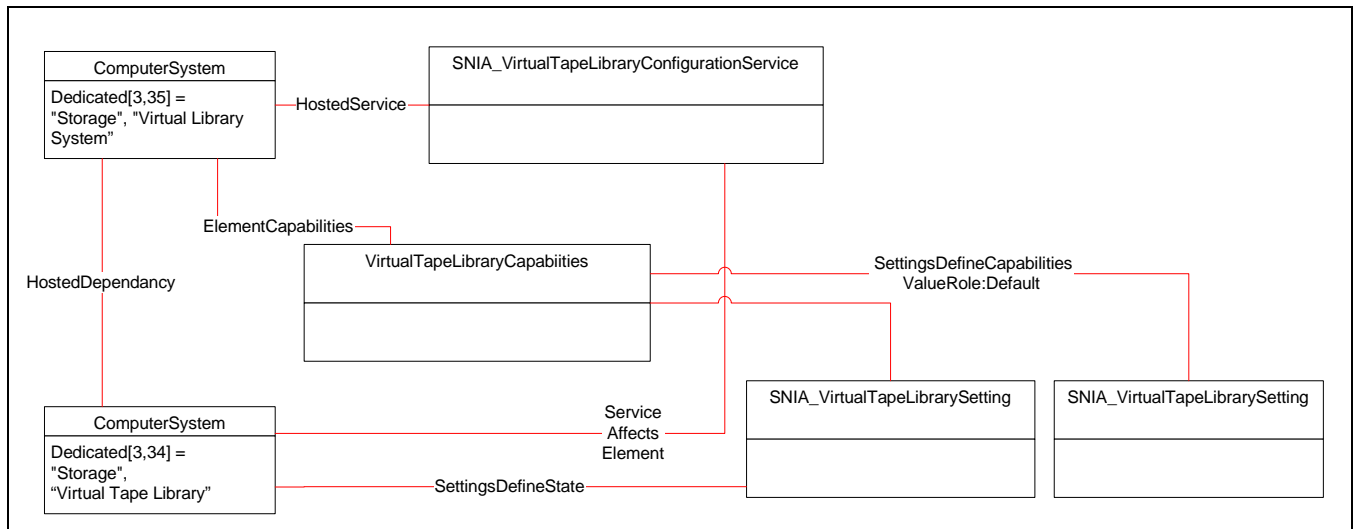 ComputerSystem
Dedicated[3,35] =
"Storage", "Virtual Library
System”
HostedService
SNIA_VirtualTapeLibraryConfigurationService
ElementCapabilities
HostedDependancy
VirtualTapeLibraryCapabiities
SettingsDefineCapabilities
ValueRole:Default
ComputerSystem
Dedicated[3,34] =
"Storage",
“Virtual Tape Library”
Service
Affects
Element
SettingsDefineState
SNIA_VirtualTapeLibrarySetting
SNIA_VirtualTapeLibrarySetting